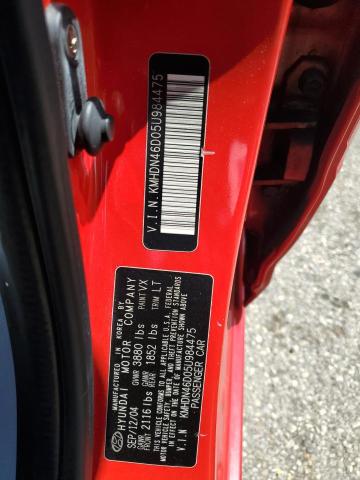 V.I.N. KMHDN46D05U984475
MANUFACTURED IN KOREA BY
HYUNDAI MOTOR COMPANY
SEP/12/04 GVWR 3880 lbs PAINT VX
GAWR FRONT 2116 lbs GAWR REAR 1852 lbs TRIM LT
THIS VEHICLE CONFORMS TO ALL APPLICABLE U.S.A. FEDERAL
MOTOR VEHICLE SAFETY, BUMPER, AND
THEFT PREVENTION STANDARDS IN EFFECT
ON THE DATE OF MANUFACTURE SHOWN ABOVE
V.I.N KMHDN46D05U984475
PASSENGER CAR